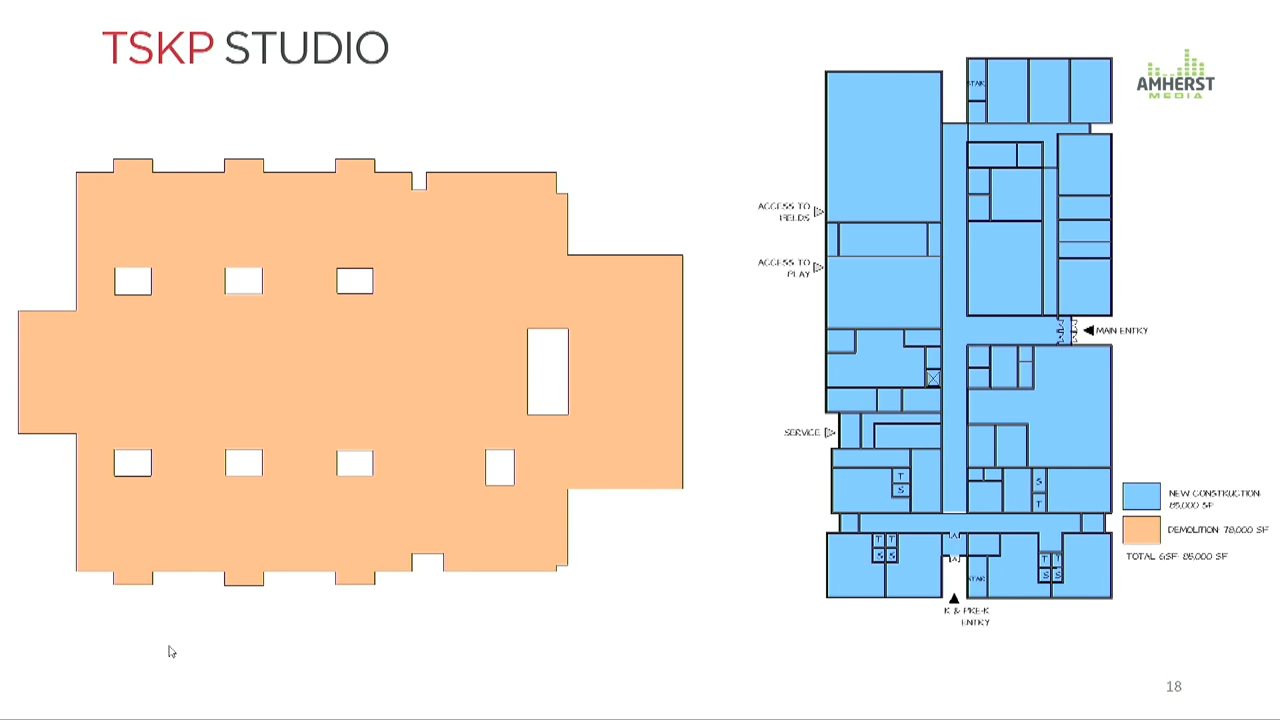 TSKP STUDIO
AMHERST
MEDIA
STAIR
ACCESS TO
FIELDS
ACCESS TO
PLAY
MAIN ENTRY
SERVICE
T
S
S
T
NEW CONSTRUCTION:
85,000 SF
DEMOLITION: 78,000 SF
TOTAL GSF: 85,000 SF
T T
S S
T T
S S
STAIR
K & PRE-K
ENTRY
18